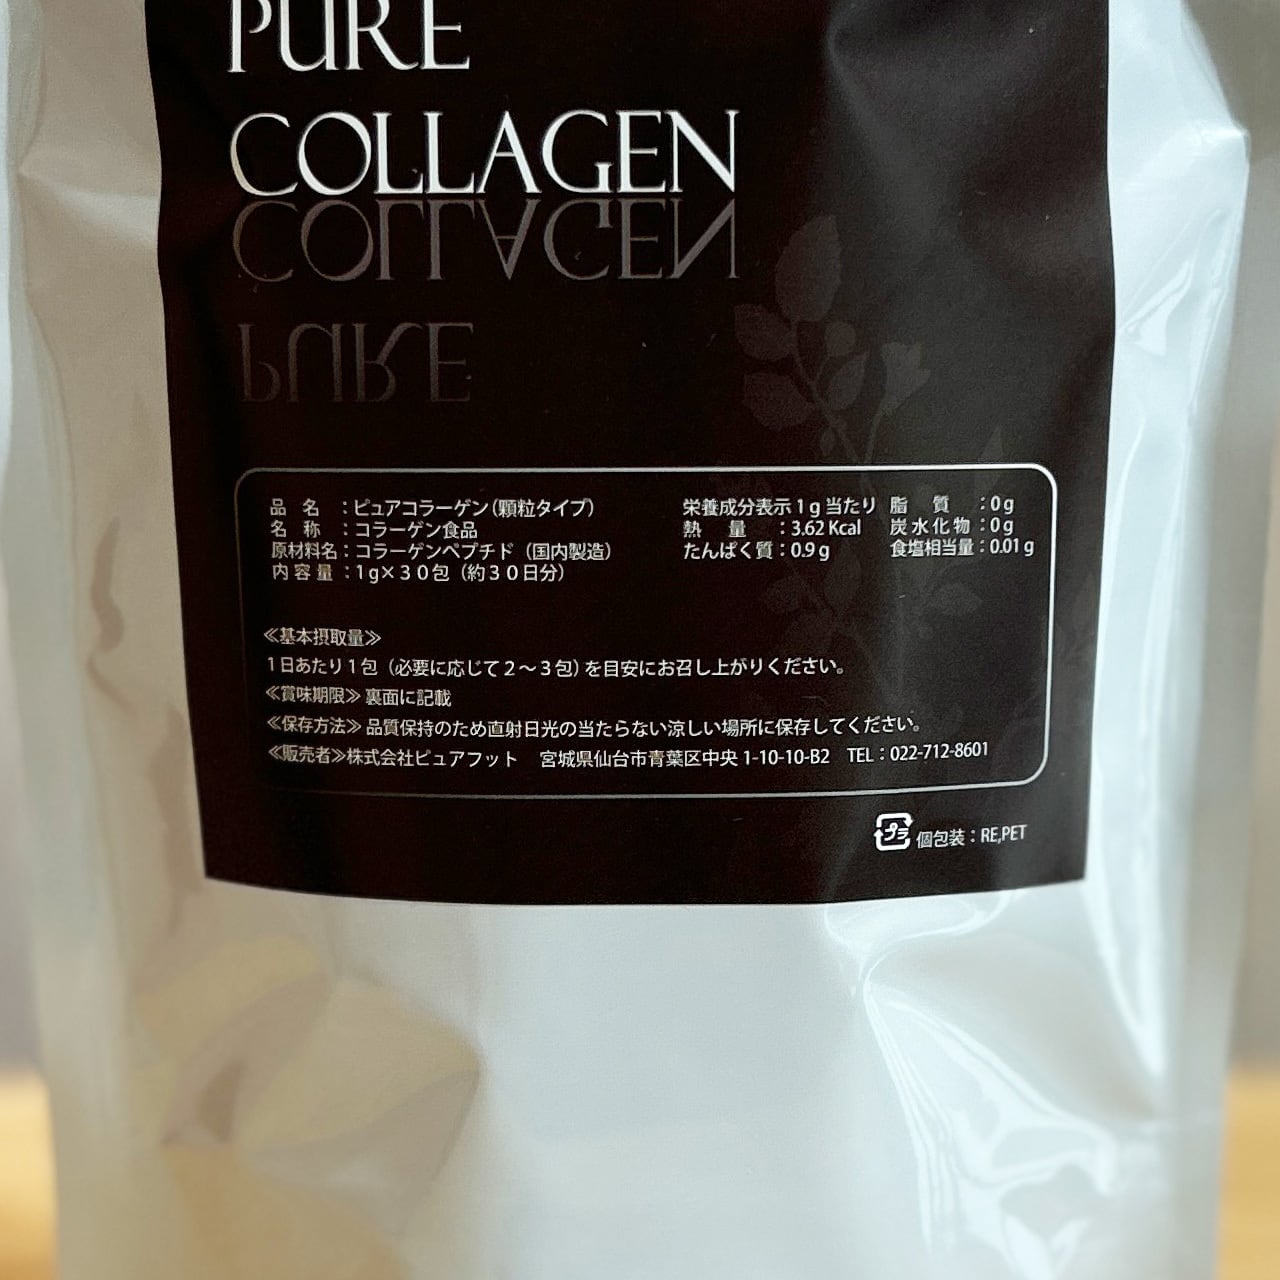 PURE
COLLAGEN
COLLAGEN
PURE
品 名 ：ピュアコラーゲン（顆粒タイプ）
名 称 ：コラーゲン食品
原材料名：コラーゲンペプチド（国内製造）
内 容 量 ：1g×３０包（約３０日分）
栄養成分表示１g 当たり 脂 質 ：0 g
熱 量 ：3.62 Kcal 炭 水 化 物 ：0 g
たんぱく質：0.9 g 食塩相当量：0.01 g
≪基本摂取量≫
１日あたり１包（必要に応じて２～３包）を目安にお召し上がりください。
≪賞味期限≫ 裏面に記載
≪保存方法≫ 品質保持のため直射日光の当たらない涼しい場所に保存してください。
≪販売者≫株式会社ピュアフット 宮城県仙台市青葉区中央 1-10-10-B2 TEL：022-712-8601
プラ 個包装：RE,PET